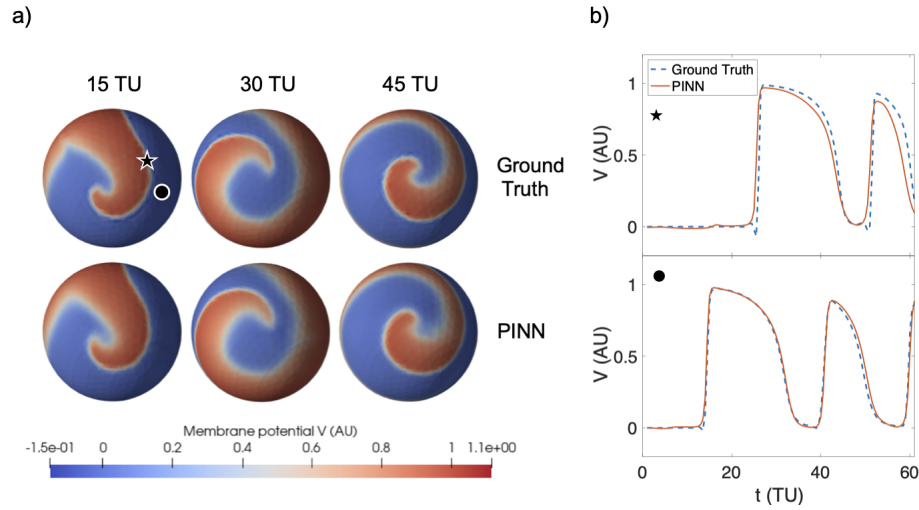 a)
15 TU 30 TU 45 TU
Ground
Truth
PINN
Membrane potential V (AU)
-1.5e-01 0 0.2 0.4 0.6 0.8 1 1.1e+00
b)
Ground Truth
PINN
1
0.5
0
V (AU)
1
0.5
0
V (AU)
0 20 40 60
t (TU)